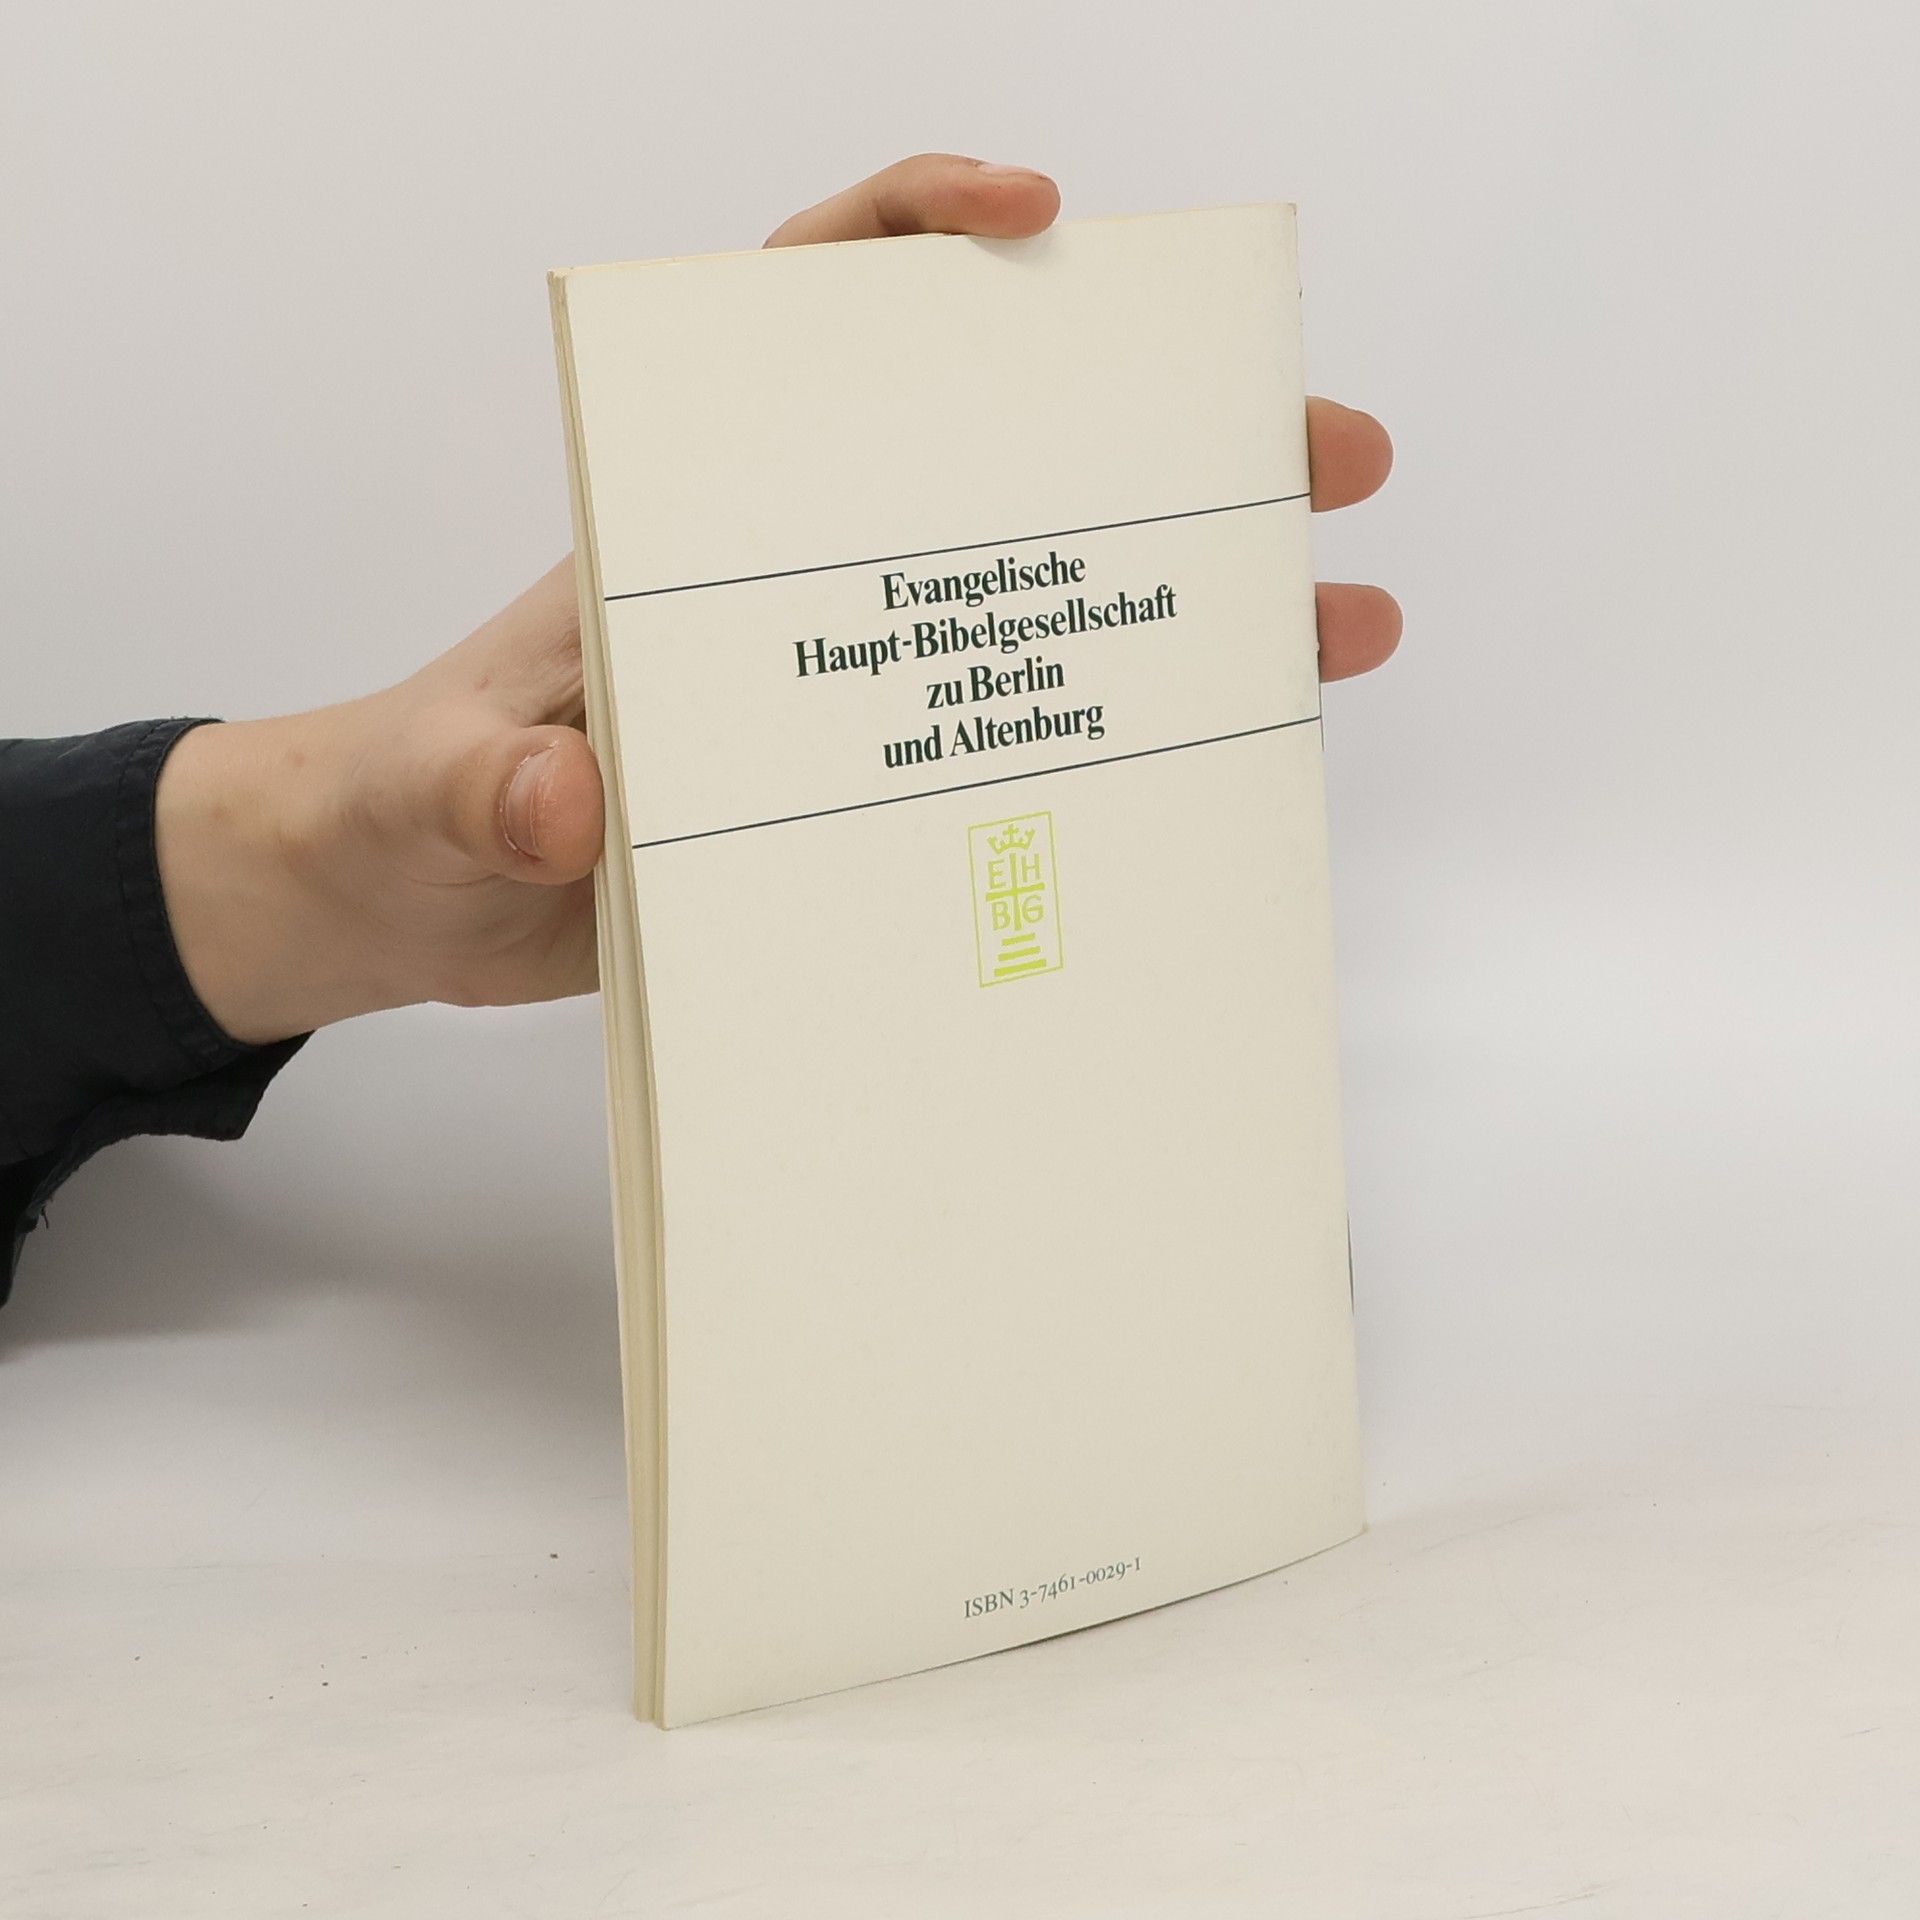 Evangelische
Haupt-Bibelgesellschaft
zu Berlin
und Altenburg
E H
B G
ISBN 3-7461-0029-1